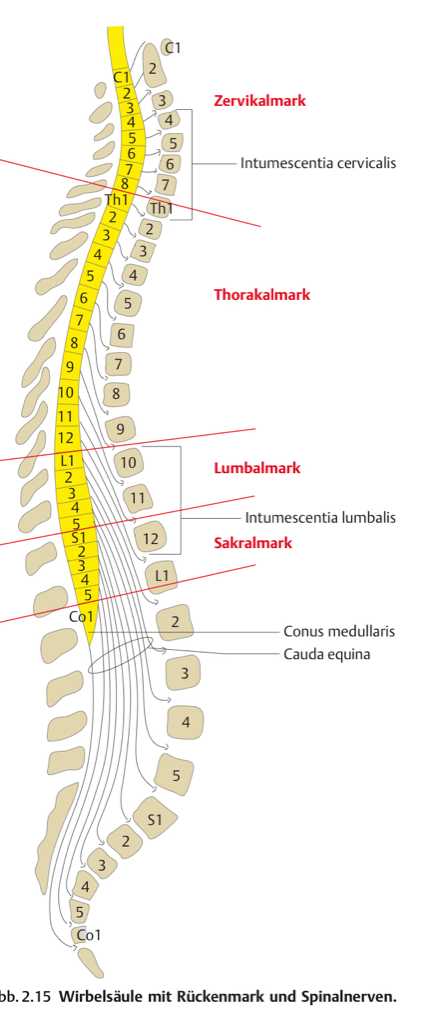 C1
C1
2
2
3
3
Zervikalmark
4
4
5
5
6
6
Intumescentia cervicalis
7
7
8
Th1
Th1
2
2
3
3
4
4
5
Thorakalmark
6
5
7
6
8
7
9
8
10
11
9
12
L1
10
Lumbalmark
2
3
11
4
Intumescentia lumbalis
5
S1
12
Sakralmark
2
3
4
L1
5
Co1
2
Conus medullaris
Cauda equina
3
4
5
S1
2
3
4
5
Co1
bb. 2.15 Wirbelsäule mit Rückenmark und Spinalnerven.